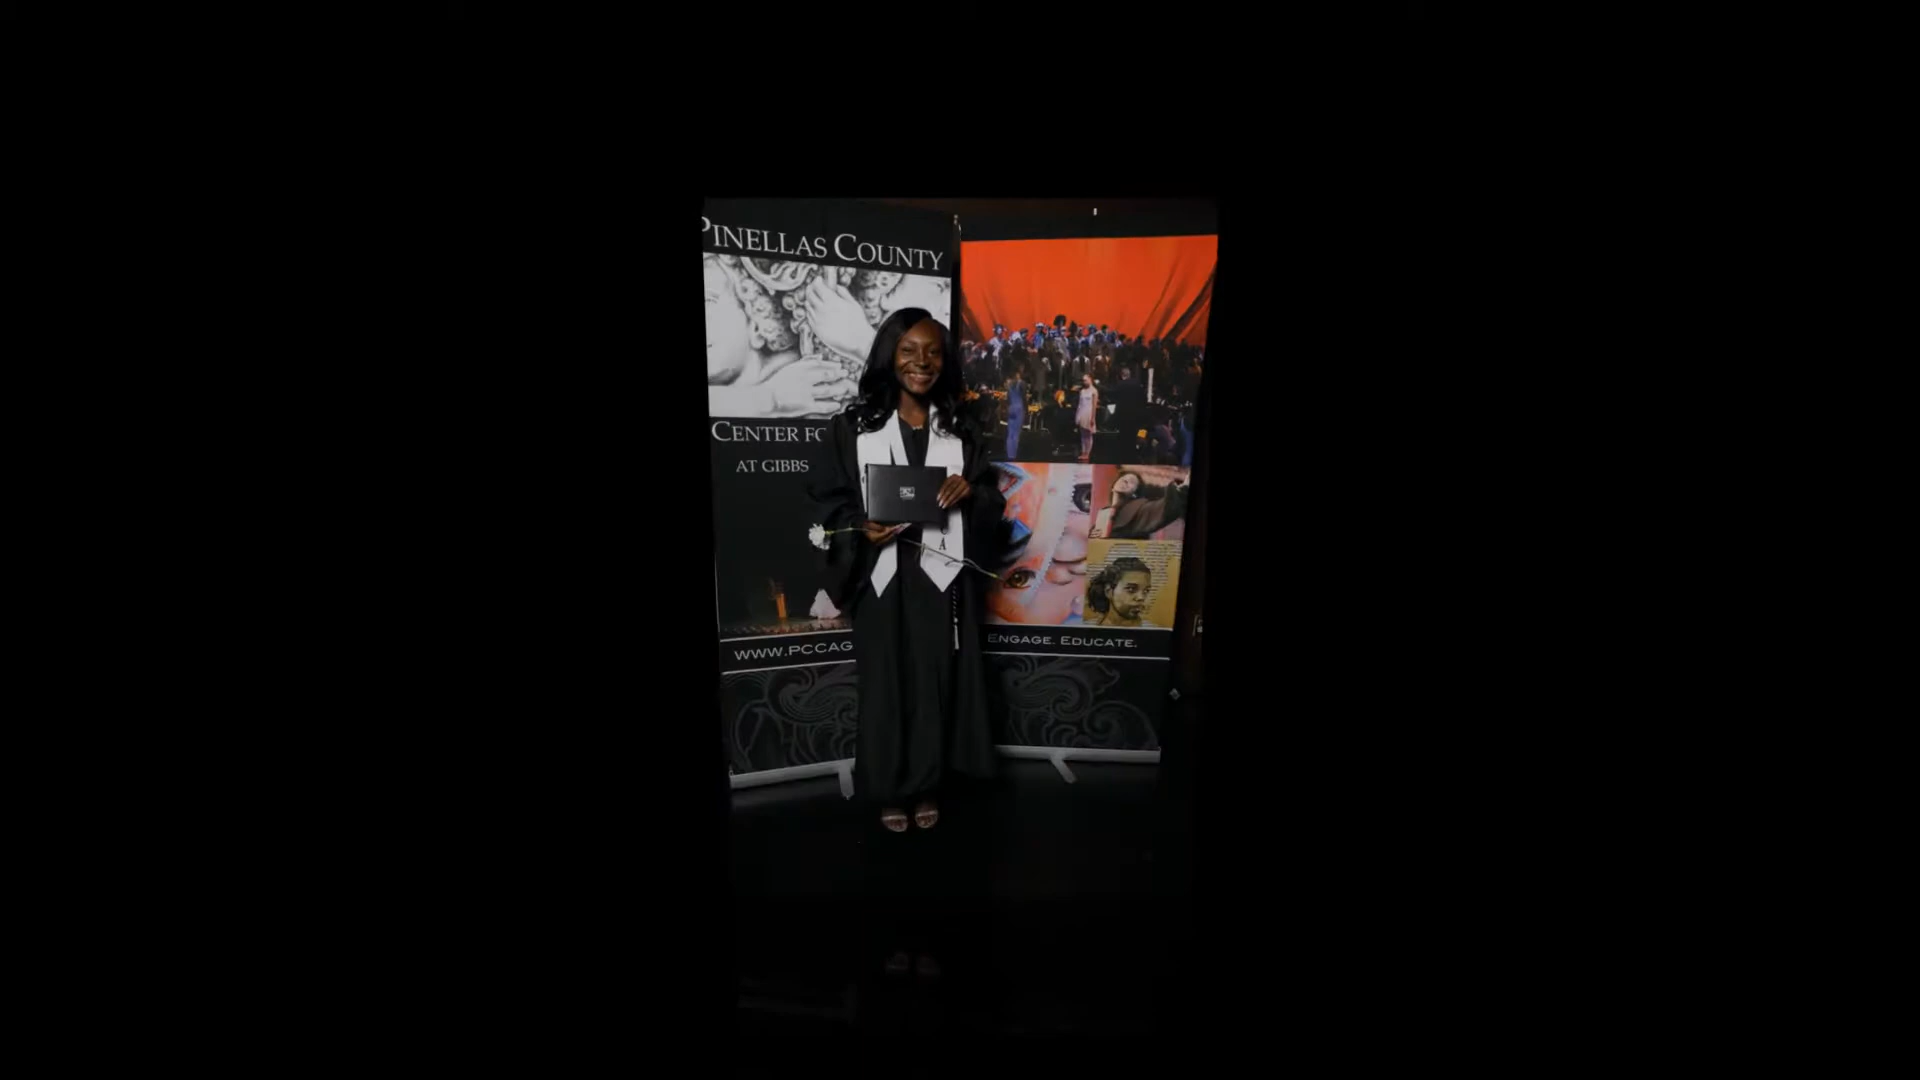 PINELLAS COUNTY
CENTER FO
AT GIBBS
WWW.PCCAG
A
ENGAGE. EDUCATE.